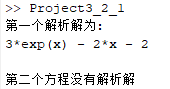 >> Project3_2_1
第一个解析解为:
3*exp(x) - 2*x - 2
第二个方程没有解析解